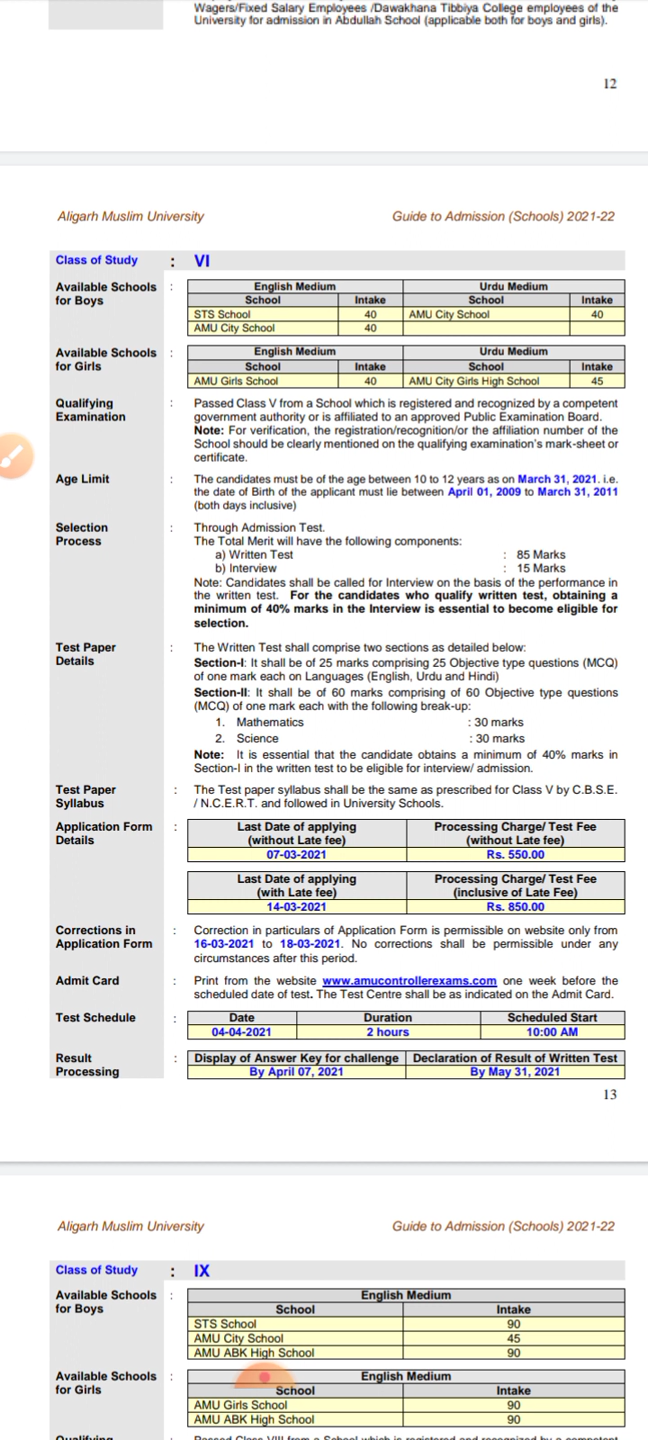 Wagers/Fixed Salary Employees /Dawakhana Tibbiya College employees of the
University for admission in Abdullah School (applicable both for boys and girls).
12
Aligarh Muslim University Guide to Admission (Schools) 2021-22
Class of Study : VI
Available Schools for Boys :
English Medium Urdu Medium
School Intake School Intake
STS School 40 AMU City School 40
AMU City School 40
Available Schools for Girls :
English Medium Urdu Medium
School Intake School Intake
AMU Girls School 40 AMU City Girls High School 45
Qualifying Examination :
Passed Class V from a School which is registered and recognized by a competent
government authority or is affiliated to an approved Public Examination Board.
Note: For verification, the registration/recognition/or the affiliation number of the
School should be clearly mentioned on the qualifying examination's mark-sheet or
certificate.
Age Limit : The candidates must be of the age between 10 to 12 years as on March 31, 2021. i.e.
the date of Birth of the applicant must lie between April 01, 2009 to March 31, 2011
(both days inclusive)
Selection Process : Through Admission Test.
The Total Merit will have the following components:
a) Written Test : 85 Marks
b) Interview : 15 Marks
Note: Candidates shall be called for Interview on the basis of the performance in
the written test. For the candidates who qualify written test, obtaining a
minimum of 40% marks in the Interview is essential to become eligible for
selection.
Test Paper Details : The Written Test shall comprise two sections as detailed below:
Section-I: It shall be of 25 marks comprising 25 Objective type questions (MCQ)
of one mark each on Languages (English, Urdu and Hindi)
Section-II: It shall be of 60 marks comprising of 60 Objective type questions
(MCQ) of one mark each with the following break-up:
1. Mathematics : 30 marks
2. Science : 30 marks
Note: It is essential that the candidate obtains a minimum of 40% marks in
Section-I in the written test to be eligible for interview/ admission.
Test Paper Syllabus : The Test paper syllabus shall be the same as prescribed for Class V by C.B.S.E.
/ N.C.E.R.T. and followed in University Schools.
Application Form Details :
Last Date of applying Processing Charge/ Test Fee
(without Late fee) (without Late fee)
07-03-2021 Rs. 550.00
Last Date of applying Processing Charge/ Test Fee
(with Late fee) (inclusive of Late Fee)
14-03-2021 Rs. 850.00
Corrections in Application Form : Correction in particulars of Application Form is permissible on website only from
16-03-2021 to 18-03-2021. No corrections shall be permissible under any
circumstances after this period.
Admit Card : Print from the website www.amucontrollerexams.com one week before the
scheduled date of test. The Test Centre shall be as indicated on the Admit Card.
Test Schedule : Date Duration Scheduled Start
04-04-2021 2 hours 10:00 AM
Result Processing : Display of Answer Key for challenge Declaration of Result of Written Test
By April 07, 2021 By May 31, 2021
13
Aligarh Muslim University Guide to Admission (Schools) 2021-22
Class of Study : IX
Available Schools for Boys :
English Medium
School Intake
STS School 90
AMU City School 45
AMU ABK High School 90
Available Schools for Girls :
English Medium
School Intake
AMU Girls School 90
AMU ABK High School 90
Qualifying